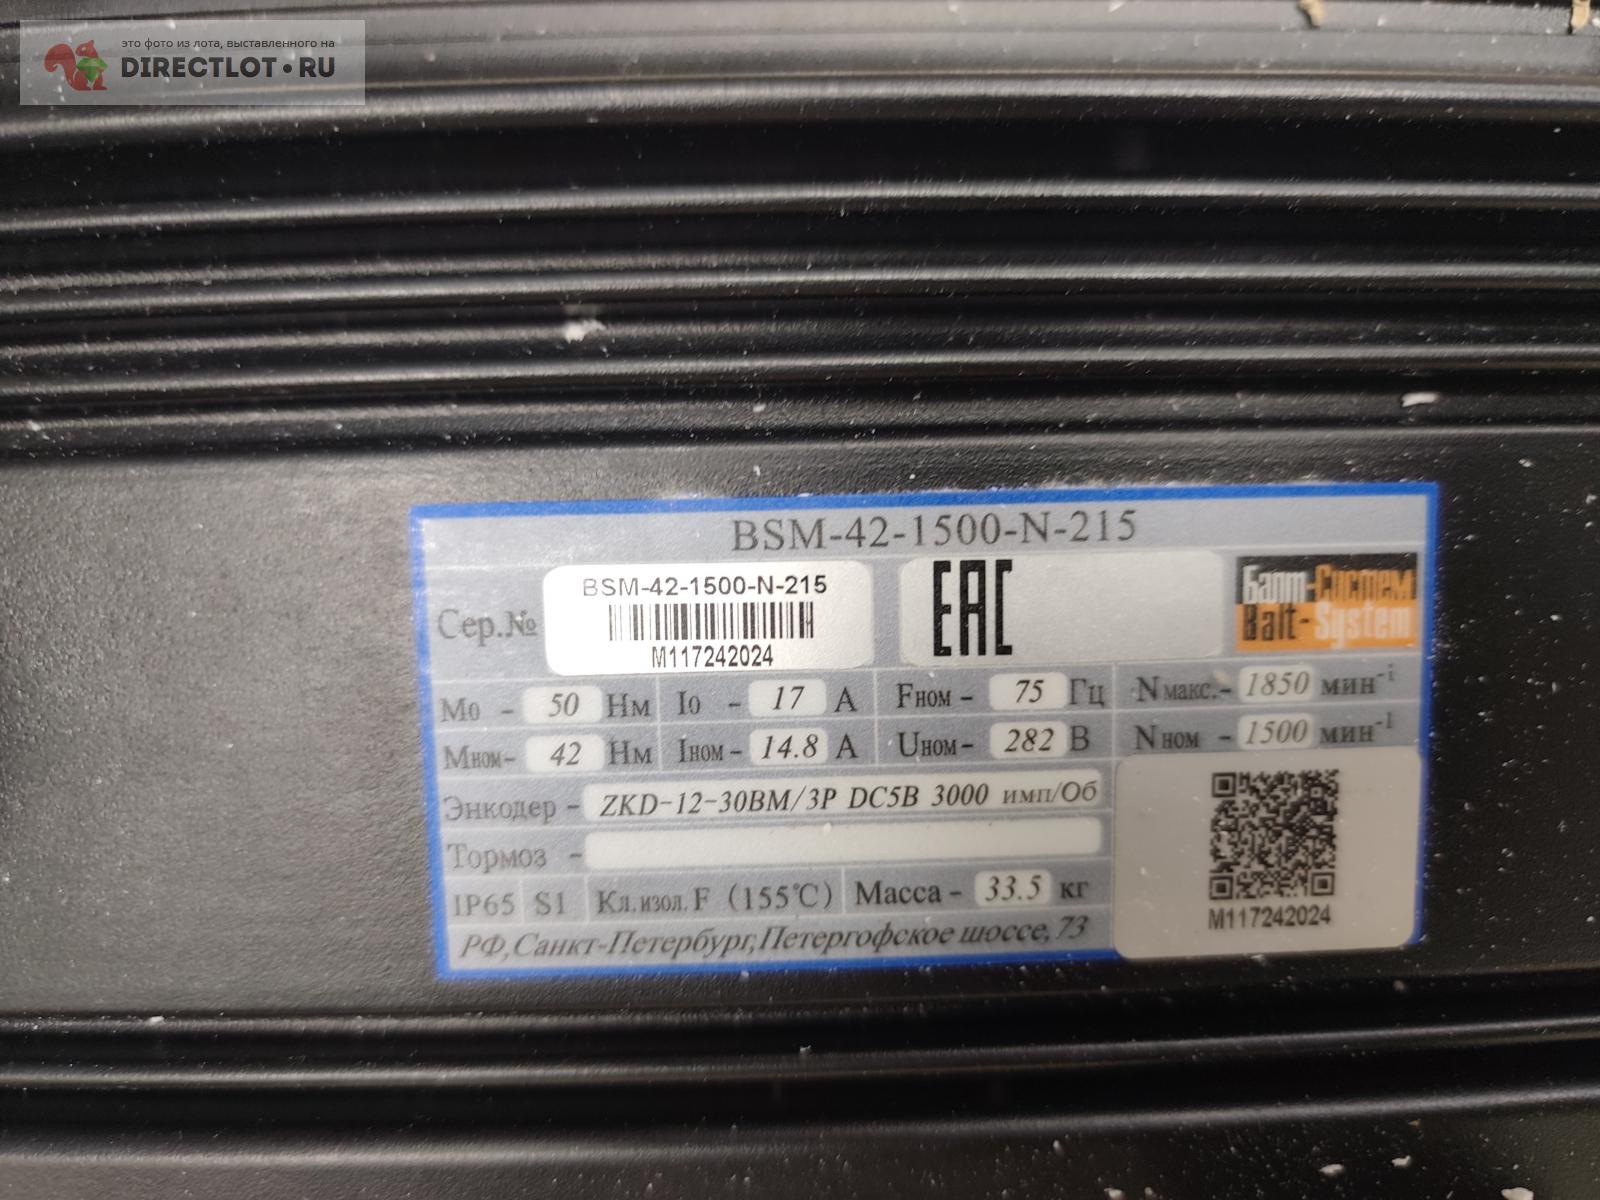 это фото из лота, выставленного на
DIRECTLOT•RU
BSM-42-1500-N-215
Сер.№
BSM-42-1500-N-215
M117242024
EAC
Балт-Систем
Balt-System
Mo - 50 Нм Io - 17 А Fном - 75 Гц Nмакс.- 1850 мин-1
Mном- 42 Нм Iном - 14.8 А Uном- 282 В Nном - 1500 мин-1
Энкодер - ZKD-12-30BM/3P DC5B 3000 имп/Об
Тормоз -
IP65 S1 Кл.изол. F (155℃) Масса - 33.5 кг
РФ,Санкт-Петербург,Петергофское шоссе,73
M117242024